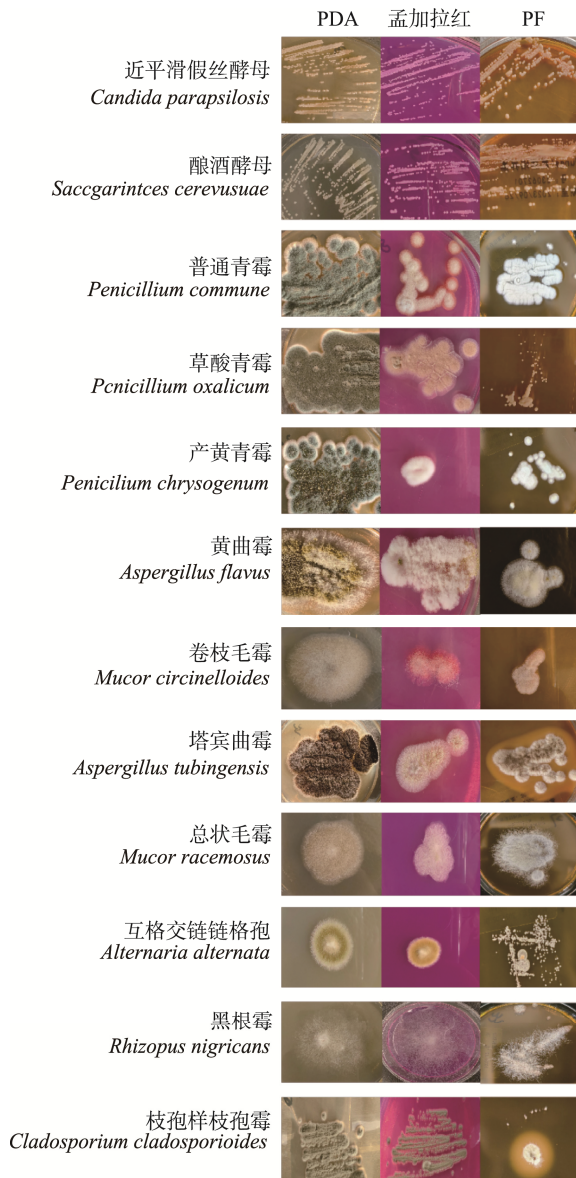 PDA 孟加拉红 PF
近平滑假丝酵母
Candida parapsilosis
酿酒酵母
Saccgarintces cerevusuae
普通青霉
Penicillium commune
草酸青霉
Pcnicillium oxalicum
产黄青霉
Penicilium chrysogenum
黄曲霉
Aspergillus flavus
卷枝毛霉
Mucor circinelloides
塔宾曲霉
Aspergillus tubingensis
总状毛霉
Mucor racemosus
互格交链链格孢
Alternaria alternata
黑根霉
Rhizopus nigricans
枝孢样枝孢霉
Cladosporium cladosporioides